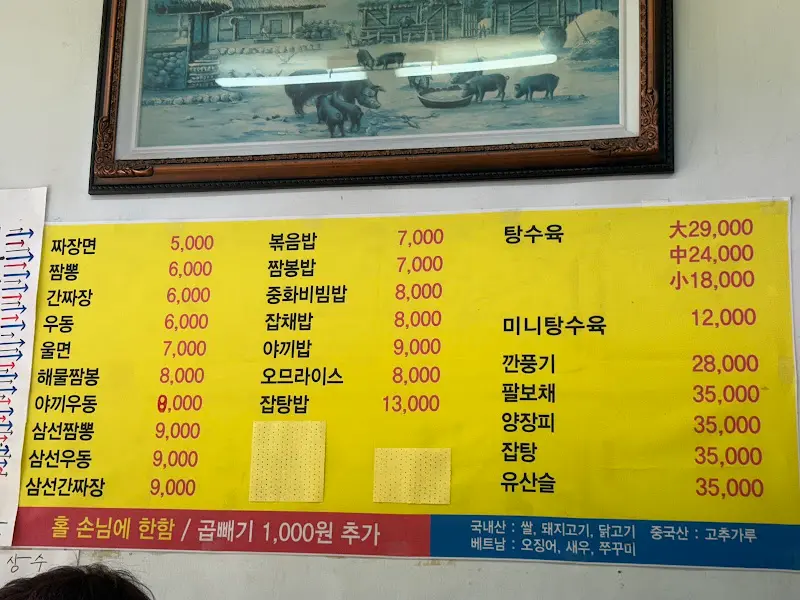 짜장면 5,000
짬뽕 6,000
간짜장 6,000
우동 6,000
울면 7,000
해물짬봉 8,000
야끼우동 8,000
삼선짬뽕 9,000
삼선우동 9,000
삼선간짜장 9,000
볶음밥 7,000
짬봉밥 7,000
중화비빔밥 8,000
잡채밥 8,000
야끼밥 9,000
오므라이스 8,000
잡탕밥 13,000
탕수육 大29,000
中24,000
小18,000
미니탕수육 12,000
깐풍기 28,000
팔보채 35,000
양장피 35,000
잡탕 35,000
유산슬 35,000
홀 손님에 한함 / 곱빼기 1,000원 추가
국내산 : 쌀, 돼지고기, 닭고기 중국산 : 고추가루
베트남 : 오징어, 새우, 쭈꾸미
상수